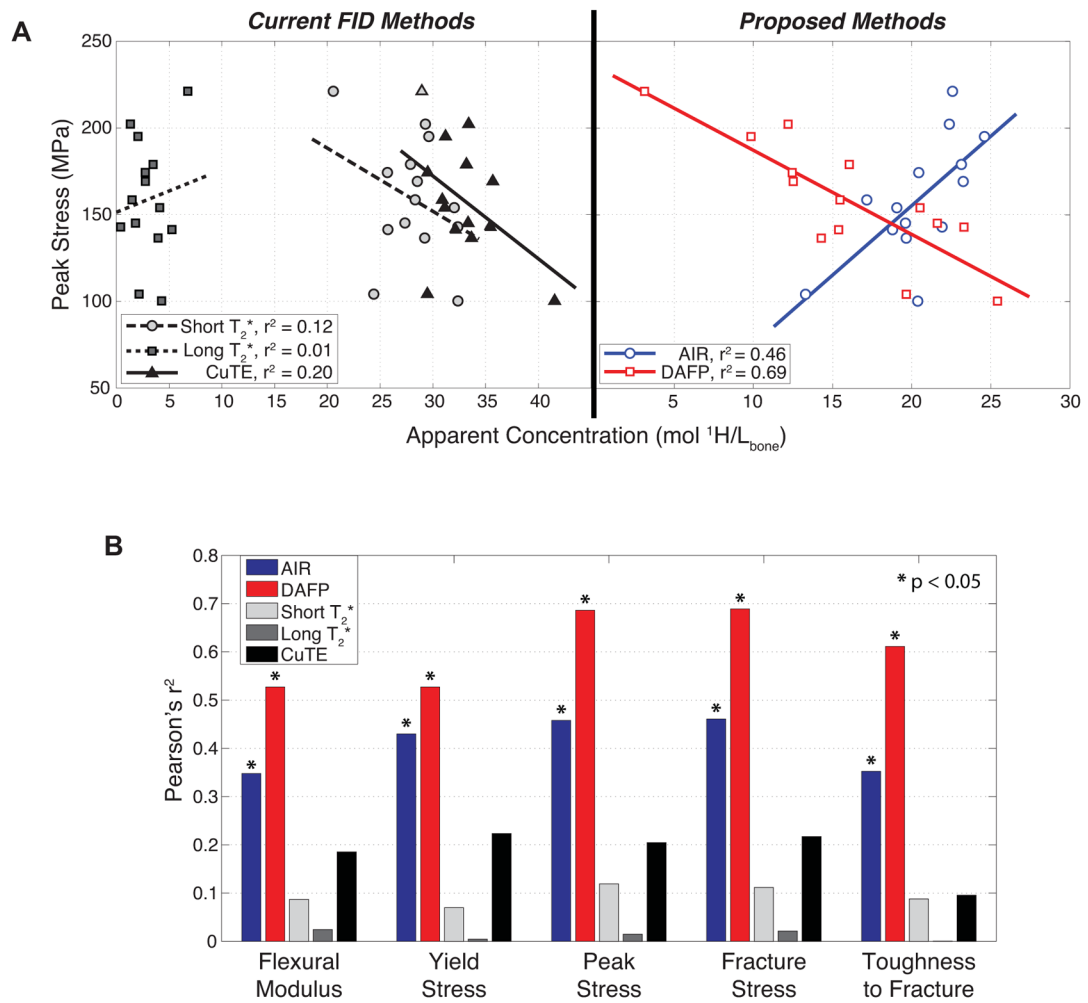 A
Current FID Methods
Proposed Methods
Peak Stress (MPa)
250
200
150
100
50
Short T₂*, r² = 0.12
Long T₂*, r² = 0.01
CuTE, r² = 0.20
AIR, r² = 0.46
DAFP, r² = 0.69
0 5 10 15 20 25 30 35 40
5 10 15 20 25 30
Apparent Concentration (mol ¹H/L_bone)
B
Pearson's r²
0.8
0.7
0.6
0.5
0.4
0.3
0.2
0.1
0
AIR
DAFP
Short T₂*
Long T₂*
CuTE
* p < 0.05
* * * * * * * * * *
Flexural Modulus
Yield Stress
Peak Stress
Fracture Stress
Toughness to Fracture